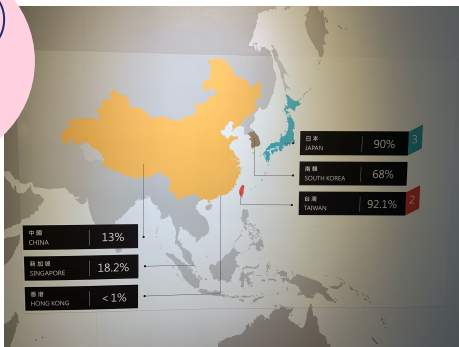 日本
JAPAN
90%
3
南韓
SOUTH KOREA
68%
台灣
TAIWAN
92.1%
2
中國
CHINA
13%
新加坡
SINGAPORE
18.2%
香港
HONG KONG
<1%